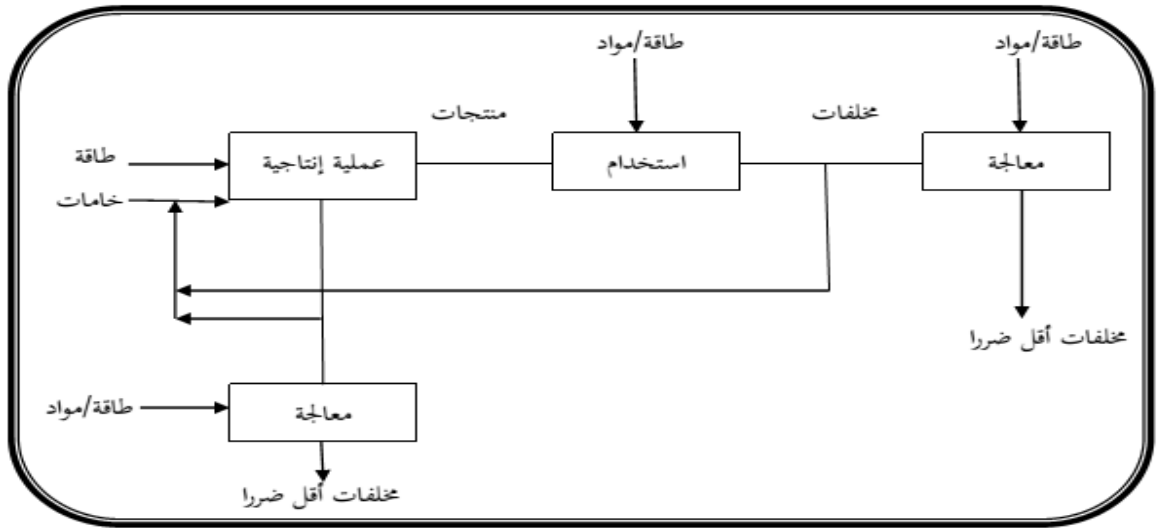 طاقة/مواد
طاقة/مواد
مخلفات
منتجات
معالجة
استخدام
عملية إنتاجية
طاقة
خامات
مخلفات أقل ضررا
معالجة
طاقة/مواد
مخلفات أقل ضررا